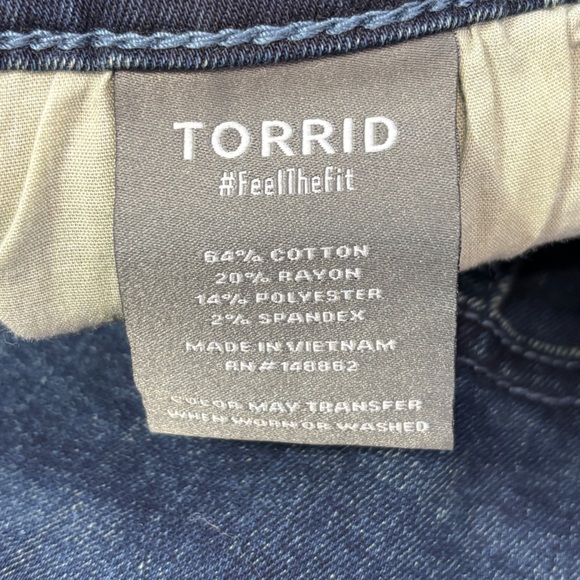 TORRID
#FeelTheFit
64% COTTON
20% RAYON
14% POLYESTER
2% SPANDEX
MADE IN VIETNAM
RN# 148862
COLOR MAY TRANSFER
WHEN WORN OR WASHED